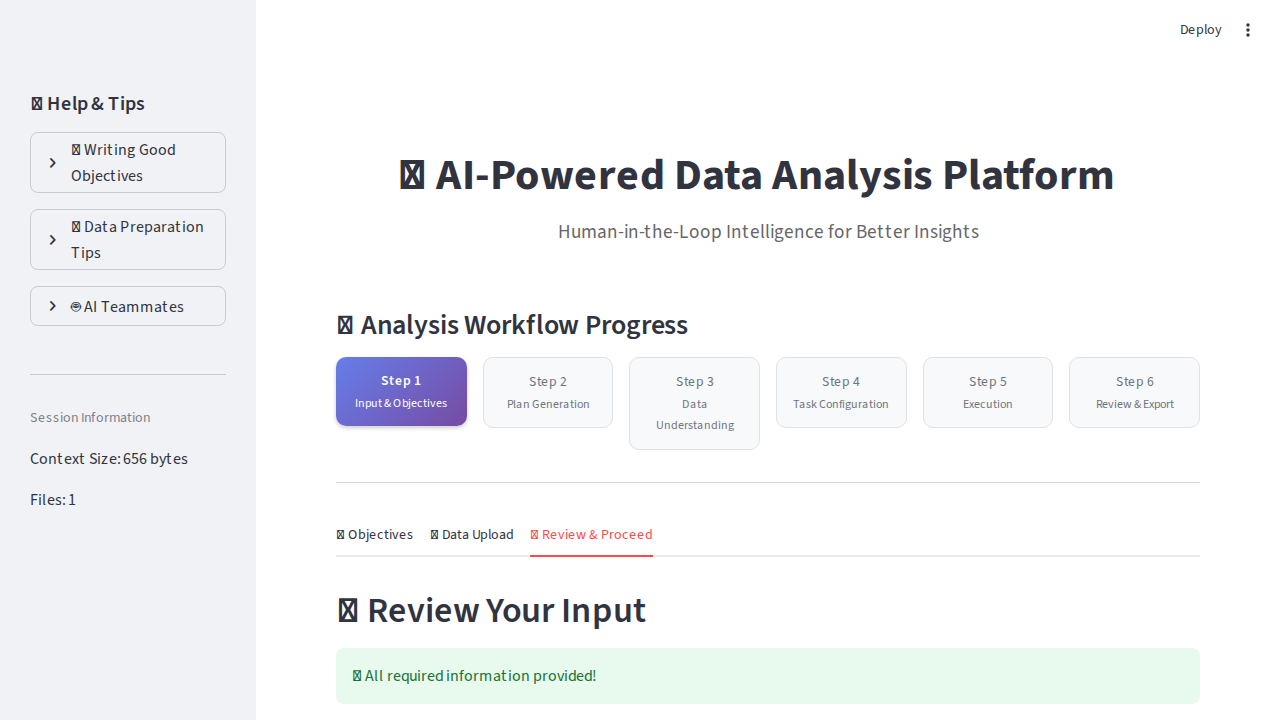 Deploy
Help & Tips
Writing Good
Objectives
Data Preparation
Tips
AI Teammates
Session Information
Context Size: 656 bytes
Files: 1
AI-Powered Data Analysis Platform
Human-in-the-Loop Intelligence for Better Insights
Analysis Workflow Progress
Step 1
Input & Objectives
Step 2
Plan Generation
Step 3
Data
Understanding
Step 4
Task Configuration
Step 5
Execution
Step 6
Review & Export
Objectives
Data Upload
Review & Proceed
Review Your Input
All required information provided!